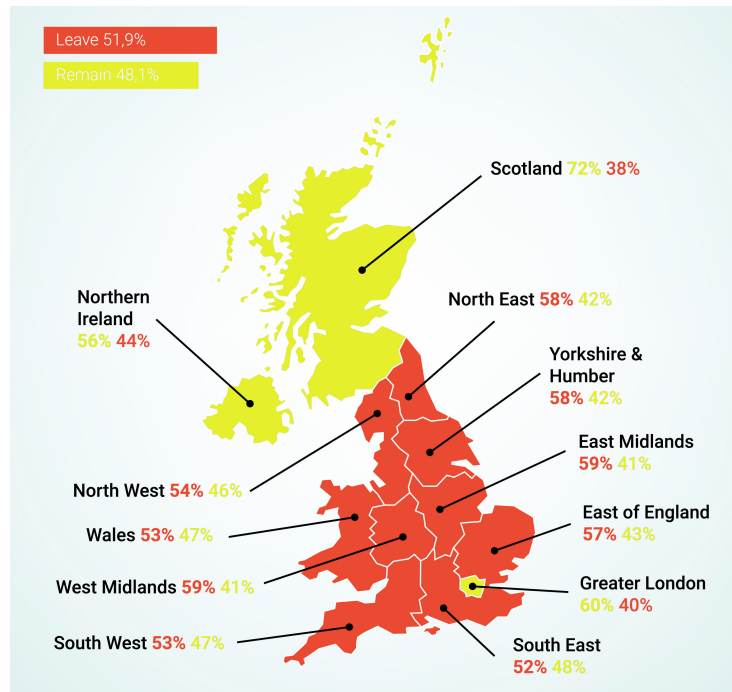 Leave 51,9%
Remain 48,1%
Scotland 72% 38%
Northern
Ireland
56% 44%
North East 58% 42%
Yorkshire &
Humber
58% 42%
East Midlands
59% 41%
North West 54% 46%
East of England
57% 43%
Wales 53% 47%
West Midlands 59% 41%
Greater London
60% 40%
South West 53% 47%
South East
52% 48%